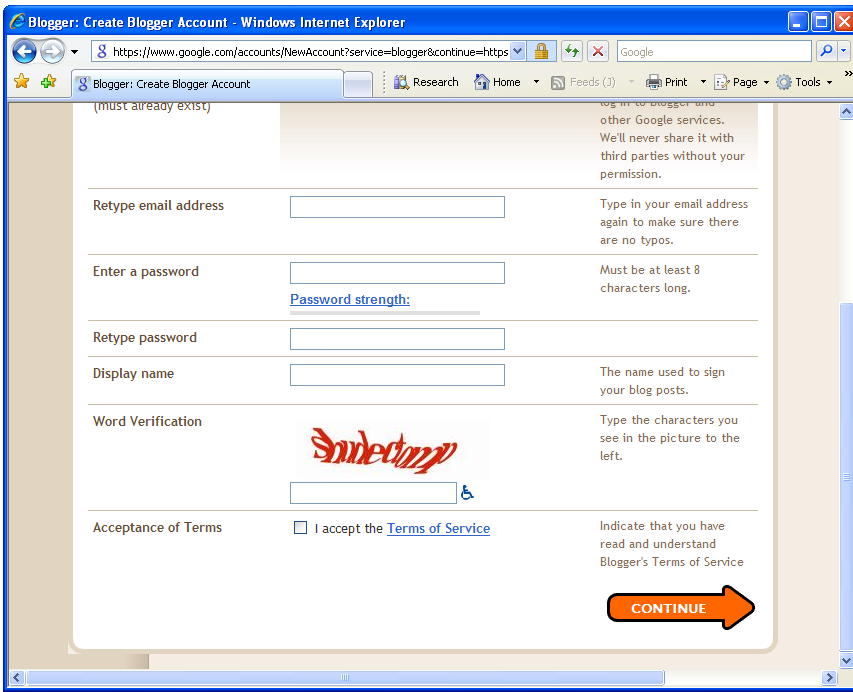 Blogger: Create Blogger Account - Windows Internet Explorer
https://www.google.com/accounts/NewAccount?service=blogger&continue=https
Google
Blogger: Create Blogger Account
Research
Home
Feeds (J)
Print
Page
Tools
(must already exist)
log in to Blogger and
other Google services.
We'll never share it with
third parties without your
permission.
Retype email address
Type in your email address
again to make sure there
are no typos.
Enter a password
Password strength:
Must be at least 8
characters long.
Retype password
Display name
The name used to sign
your blog posts.
Word Verification
Type the characters you
see in the picture to the
left.
Acceptance of Terms
I accept the Terms of Service
Indicate that you have
read and understand
Blogger's Terms of Service
CONTINUE